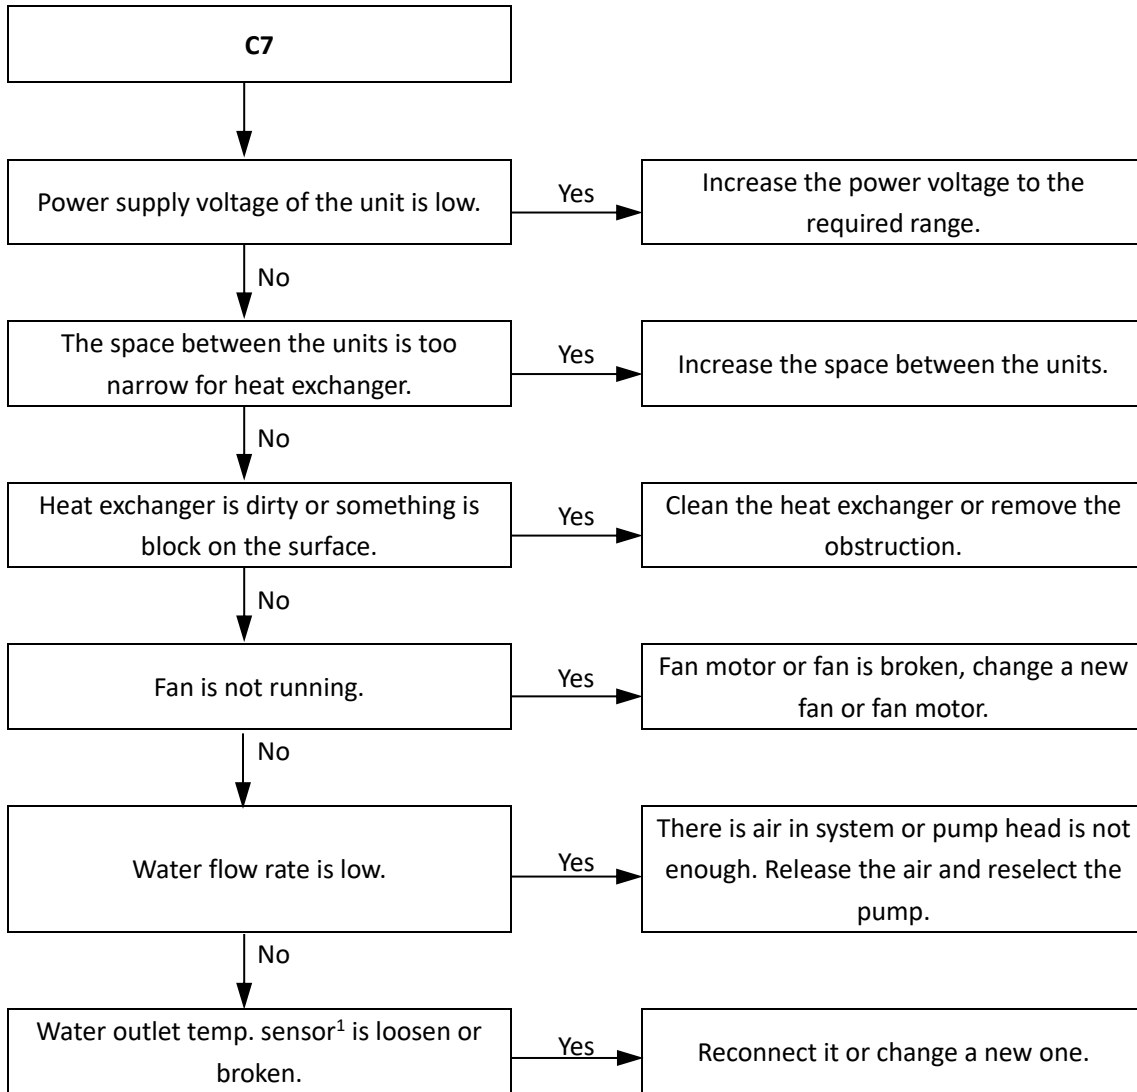 C7
Power supply voltage of the unit is low.
Yes
Increase the power voltage to the
required range.
No
The space between the units is too
narrow for heat exchanger.
Yes
Increase the space between the units.
No
Heat exchanger is dirty or something is
block on the surface.
Yes
Clean the heat exchanger or remove the
obstruction.
No
Fan is not running.
Yes
Fan motor or fan is broken, change a new
fan or fan motor.
No
Water flow rate is low.
Yes
There is air in system or pump head is not
enough. Release the air and reselect the
pump.
No
Water outlet temp. sensor¹ is loosen or
broken.
Yes
Reconnect it or change a new one.